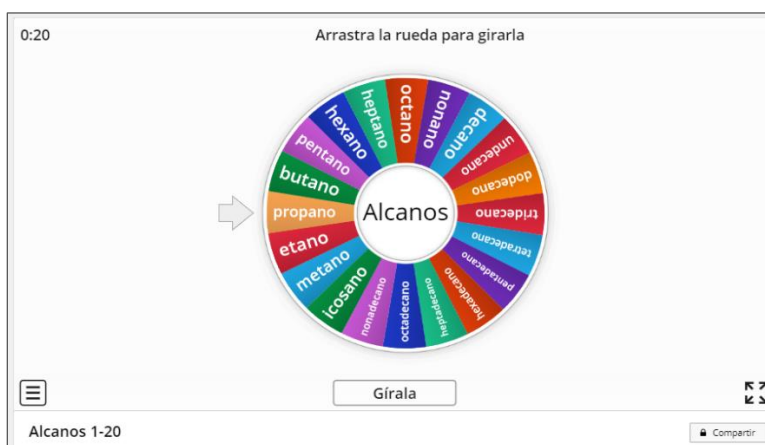 0:20
Arrastra la rueda para girarla
octano
nonano
decano
undecano
dodecano
tridecano
tetradecano
pentadecano
hexadecano
heptadecano
octadecano
nonadecano
icosano
metano
etano
propano
butano
pentano
hexano
heptano
Alcanos
Gírala
Alcanos 1-20
Compartir